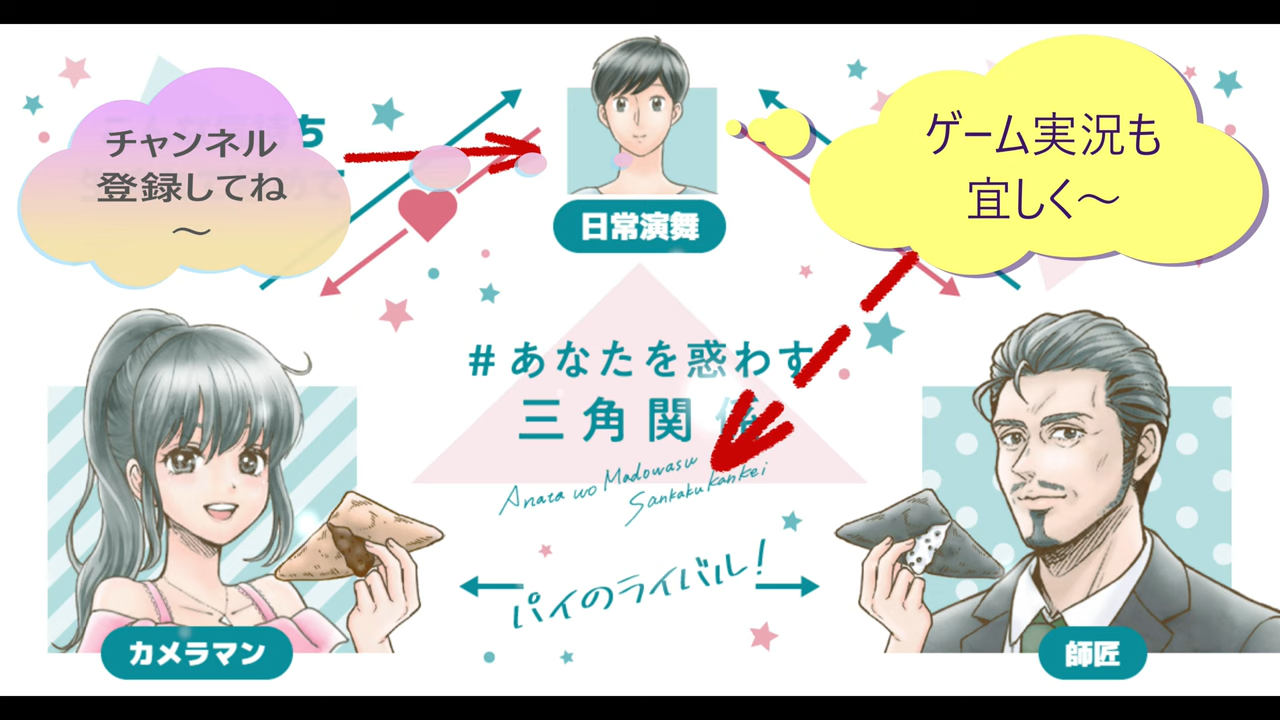 チャンネル
登録してね
～
ゲーム実況も
宜しく～
日常演舞
#あなたを惑わす
三角関係
Anata wo Madowasu
Sankakukankei
パイのライバル!
カメラマン
師匠